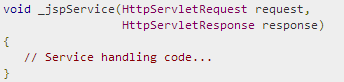 void _jspService(HttpServletRequest request,
                 HttpServletResponse response)
{
   // Service handling code...
}